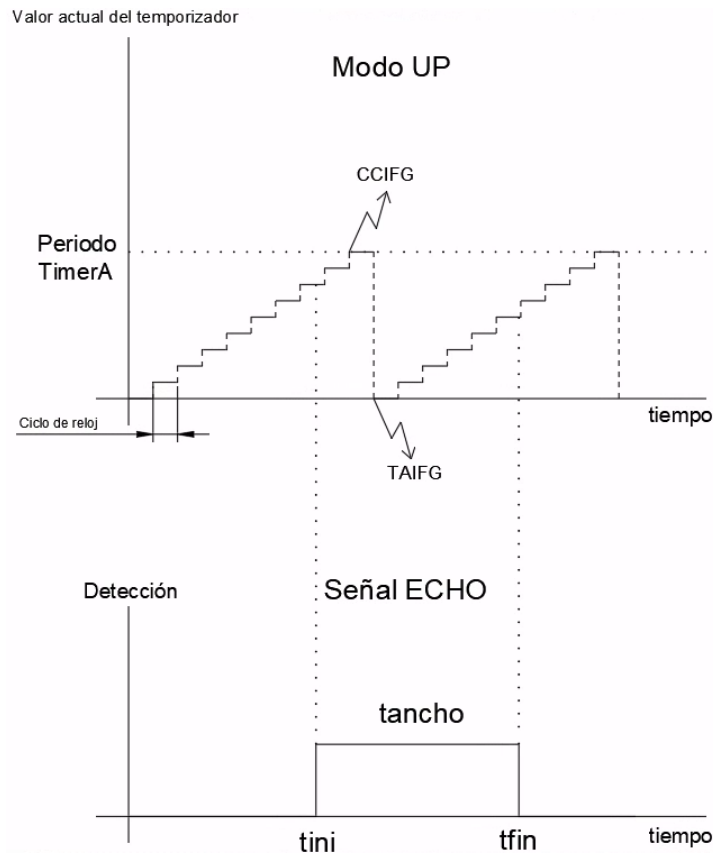 Valor actual del temporizador
Modo UP
CCIFG
Periodo
TimerA
Ciclo de reloj
tiempo
TAIFG
Detección
Señal ECHO
tancho
tiempo
tini
tfin